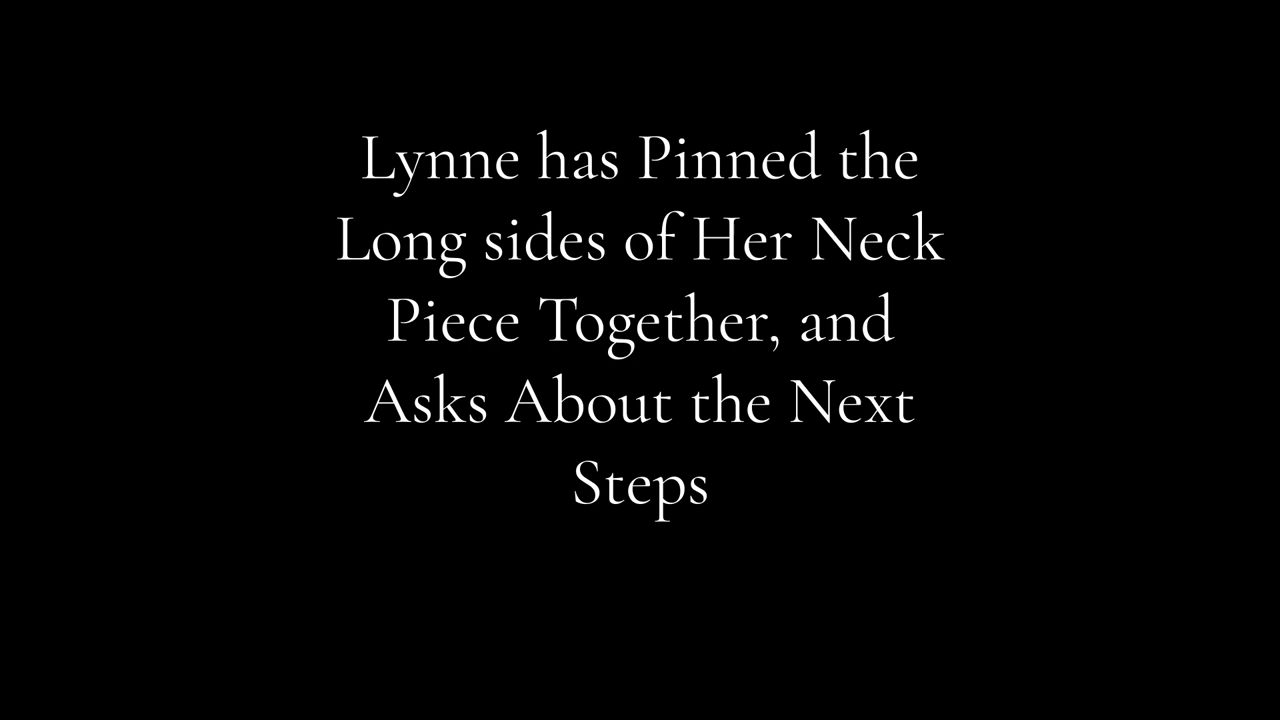 Lynne has Pinned the
Long sides of Her Neck
Piece Together, and
Asks About the Next
Steps